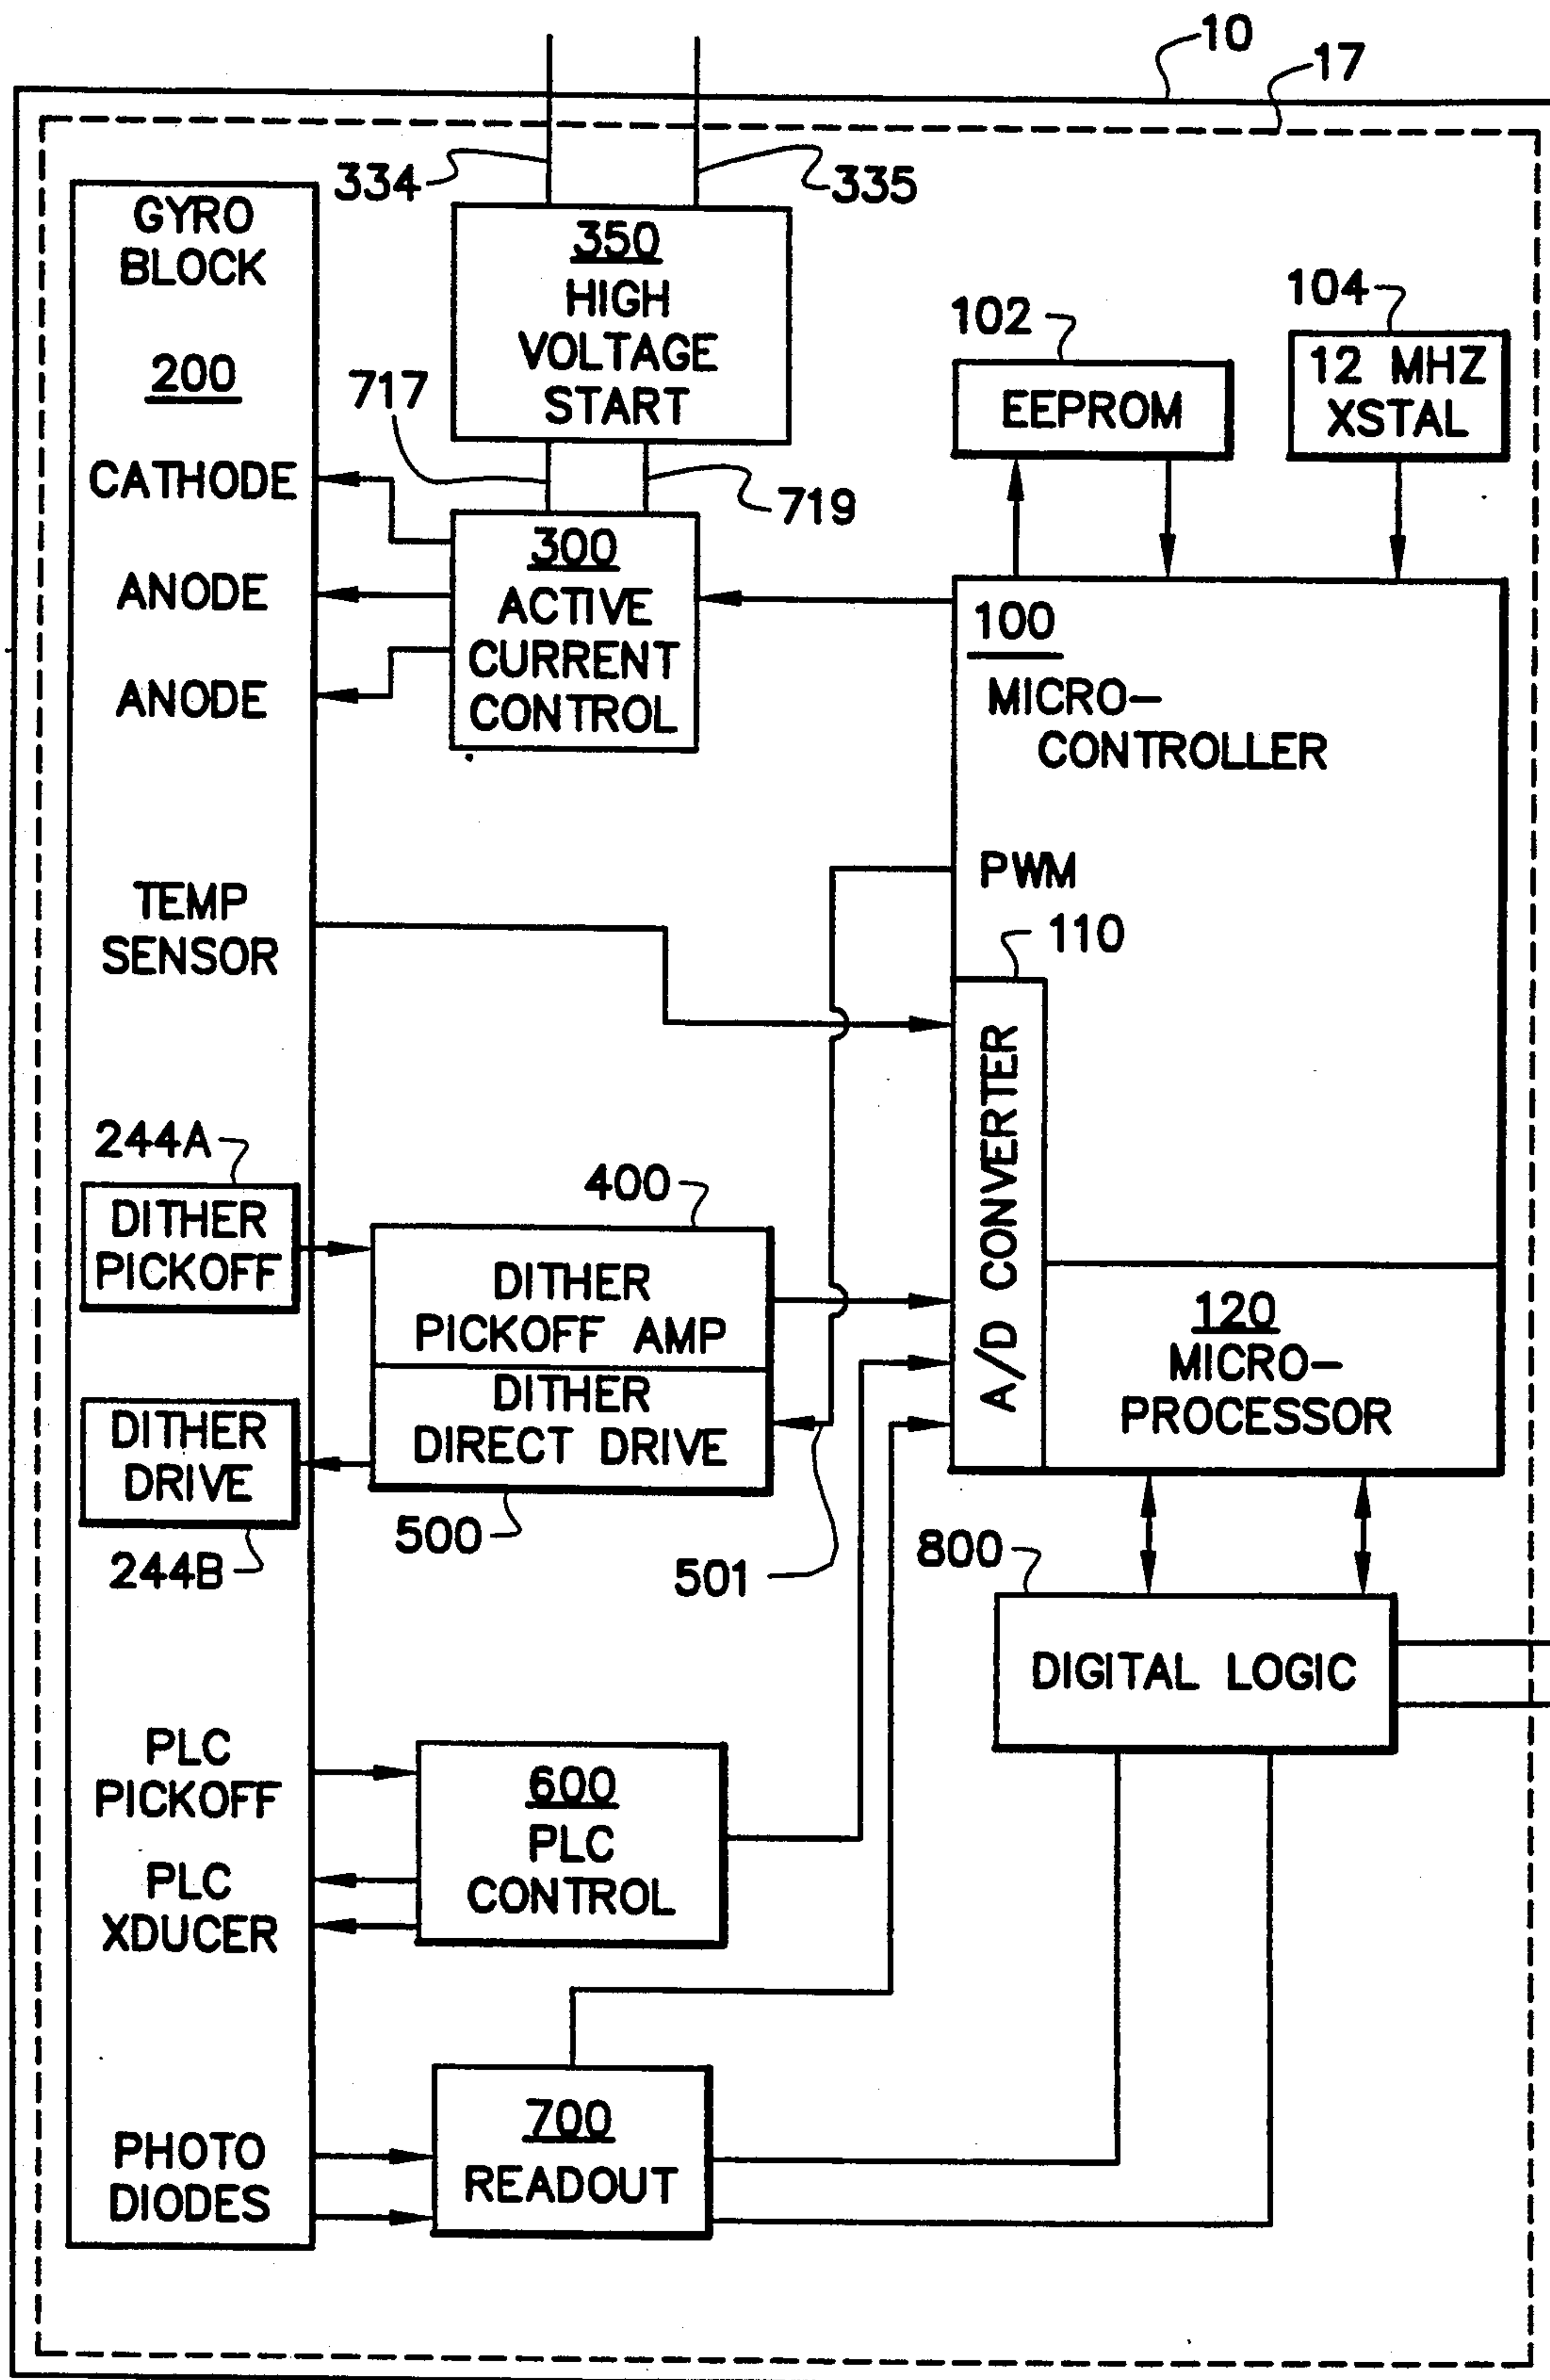 10
17
334
335
GYRO
BLOCK
200
350
HIGH
VOLTAGE
START
102
EEPROM
104
12 MHZ
XSTAL
717
719
CATHODE
ANODE
ANODE
300
ACTIVE
CURRENT
CONTROL
100
MICRO-
CONTROLLER
PWM
110
TEMP
SENSOR
A/D CONVERTER
244A
DITHER
PICKOFF
400
DITHER
PICKOFF AMP
DITHER
DIRECT DRIVE
500
501
120
MICRO-
PROCESSOR
DITHER
DRIVE
244B
800
DIGITAL LOGIC
PLC
PICKOFF
PLC
XDUCER
600
PLC
CONTROL
PHOTO
DIODES
700
READOUT